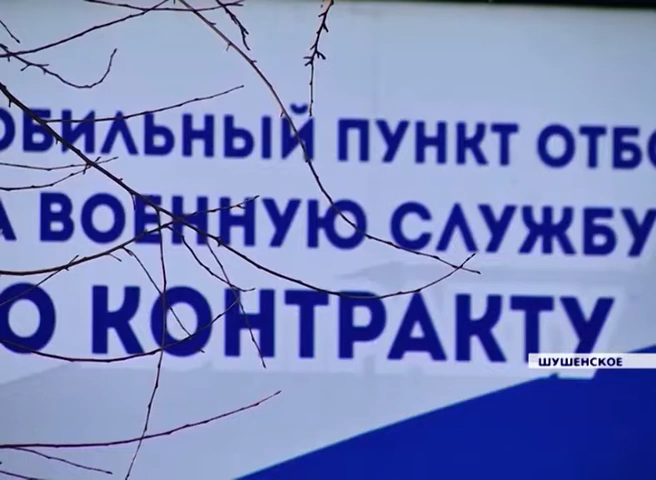 ОБИЛЬНЫЙ ПУНКТ ОТБО
А ВОЕННУЮ СЛУЖБУ
О КОНТРАКТУ
ШУШЕНСКОЕ